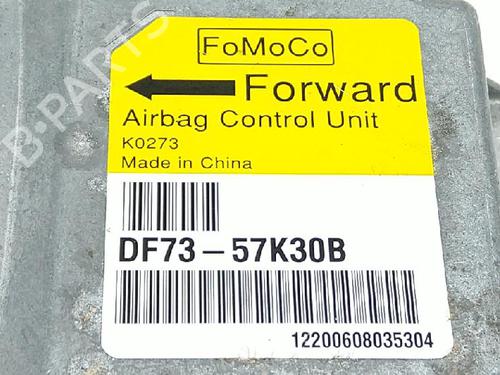 FoMoCo
Forward
Airbag Control Unit
K0273
Made in China
DF73-57K30B
12200608035304
B-PARTS